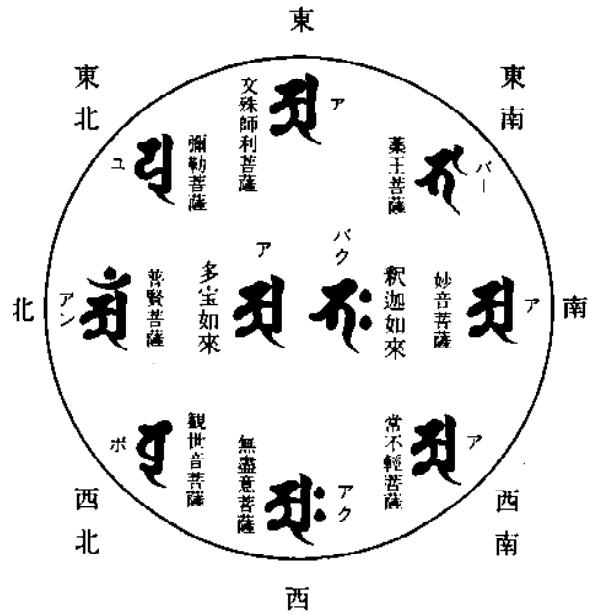 東
東北
東南
文殊師利菩薩
ア
彌勒菩薩
ユ
薬王菩薩
バー
北
普賢菩薩
アン
多宝如來
ア
バク
釈迦如來
妙音菩薩
ア
南
観世音菩薩
ボ
無盡意菩薩
アク
常不輕菩薩
ア
西北
西南
西